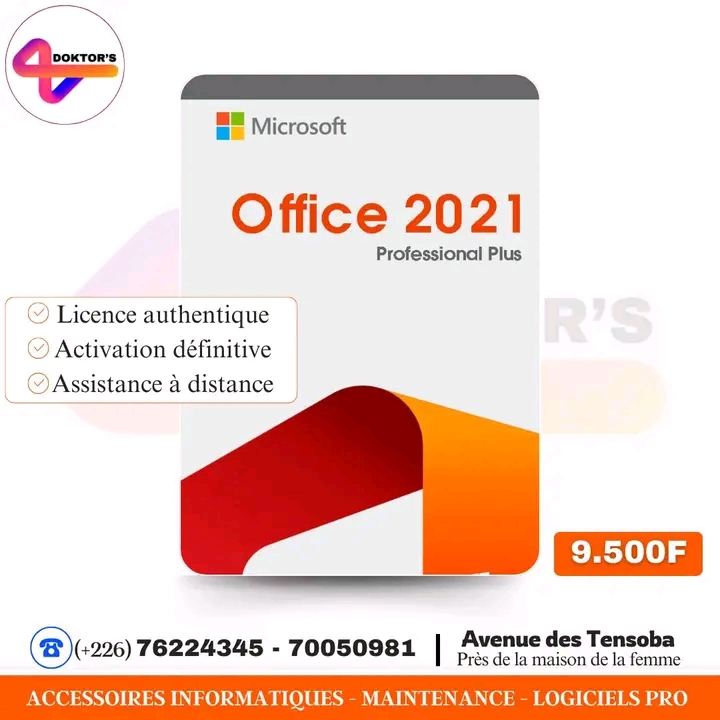 DOKTOR'S
Microsoft
Office 2021
Professional Plus
Licence authentique
Activation définitive
Assistance à distance
R'S
9.500F
(+226) 76224345 - 70050981
Avenue des Tensoba
Près de la maison de la femme
ACCESSOIRES INFORMATIQUES - MAINTENANCE - LOGICIELS PRO